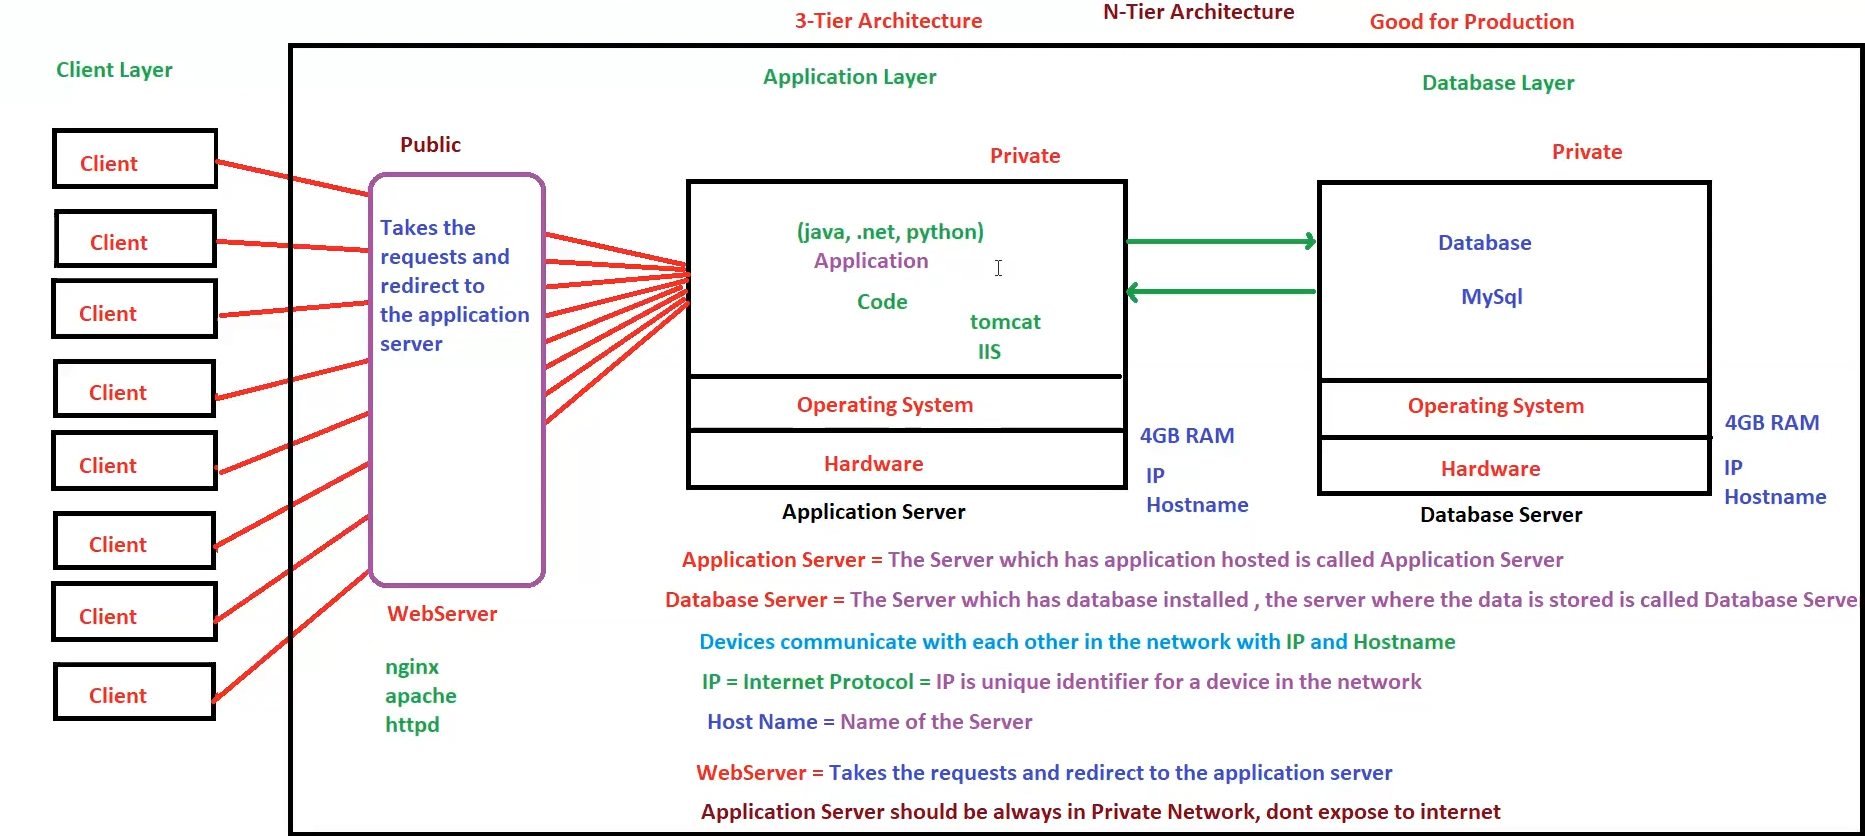 3-Tier Architecture
N-Tier Architecture
Good for Production
Client Layer
Application Layer
Database Layer
Client
Client
Client
Client
Client
Client
Client
Client
Public
Takes the
requests and
redirect to
the application
server
WebServer
nginx
apache
httpd
Private
(java, .net, python)
Application
Code
tomcat
IIS
Operating System
Hardware
4GB RAM
IP
Hostname
Application Server
Private
Database
MySql
Operating System
Hardware
4GB RAM
IP
Hostname
Database Server
Application Server = The Server which has application hosted is called Application Server
Database Server = The Server which has database installed , the server where the data is stored is called Database Serve
Devices communicate with each other in the network with IP and Hostname
IP = Internet Protocol = IP is unique identifier for a device in the network
Host Name = Name of the Server
WebServer = Takes the requests and redirect to the application server
Application Server should be always in Private Network, dont expose to internet